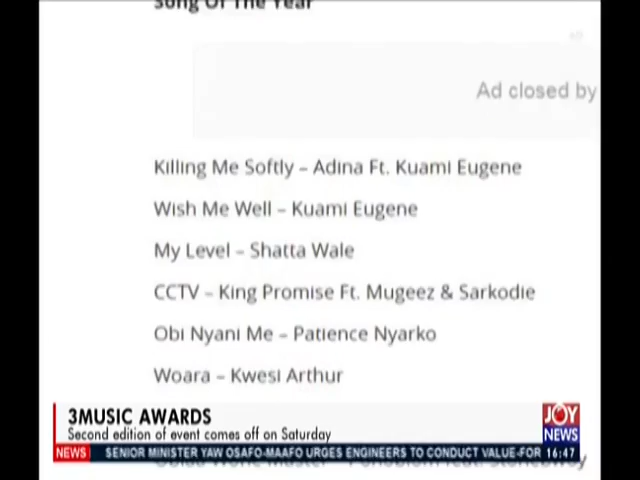 Song Of The Year
Ad closed by
Killing Me Softly – Adina Ft. Kuami Eugene
Wish Me Well – Kuami Eugene
My Level – Shatta Wale
CCTV – King Promise Ft. Mugeez & Sarkodie
Obi Nyani Me – Patience Nyarko
Woara – Kwesi Arthur
3MUSIC AWARDS
Second edition of event comes off on Saturday
JOY
NEWS
NEWS SENIOR MINISTER YAW OSAFO-MAAFO URGES ENGINEERS TO CONDUCT VALUE-FOR 16:47